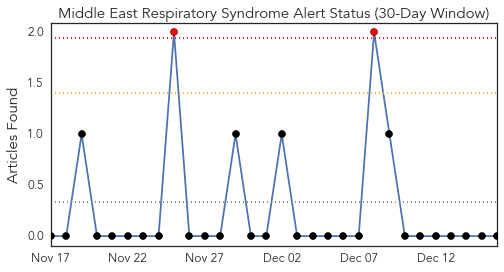 Middle East Respiratory Syndrome Alert Status (30-Day Window)
Articles Found
2.0
1.5
1.0
0.5
0.0
Nov 17 Nov 22 Nov 27 Dec 02 Dec 07 Dec 12